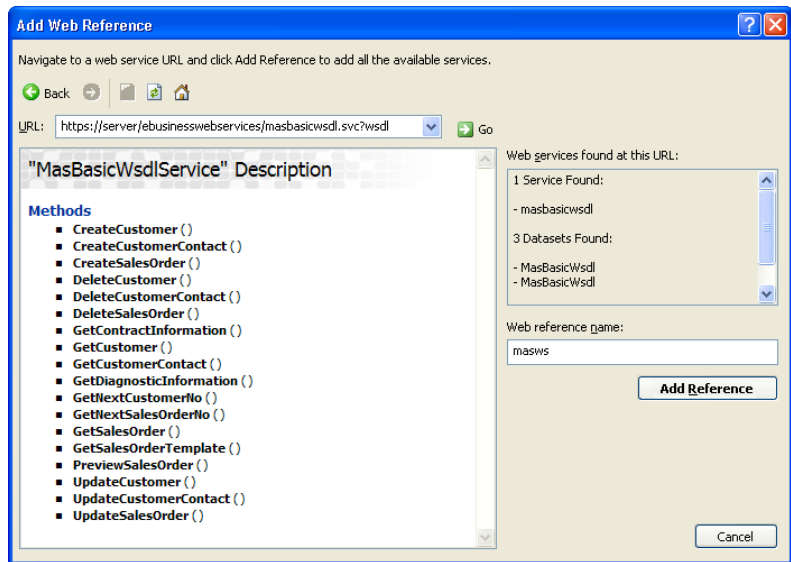 Add Web Reference
Navigate to a web service URL and click Add Reference to add all the available services.
Back
URL: https://server/ebusinesswebservices/masbasicwsdl.svc?wsdl Go
"MasBasicWsdlService" Description
Methods
CreateCustomer ()
CreateCustomerContact ()
CreateSalesOrder ()
DeleteCustomer ()
DeleteCustomerContact ()
DeleteSalesOrder ()
GetContractInformation ()
GetCustomer ()
GetCustomerContact ()
GetDiagnosticInformation ()
GetNextCustomerNo ()
GetNextSalesOrderNo ()
GetSalesOrder ()
GetSalesOrderTemplate ()
PreviewSalesOrder ()
UpdateCustomer ()
UpdateCustomerContact ()
UpdateSalesOrder ()
Web services found at this URL:
1 Service Found:
- masbasicwsdl
3 Datasets Found:
- MasBasicWsdl
- MasBasicWsdl
Web reference name:
masws
Add Reference
Cancel